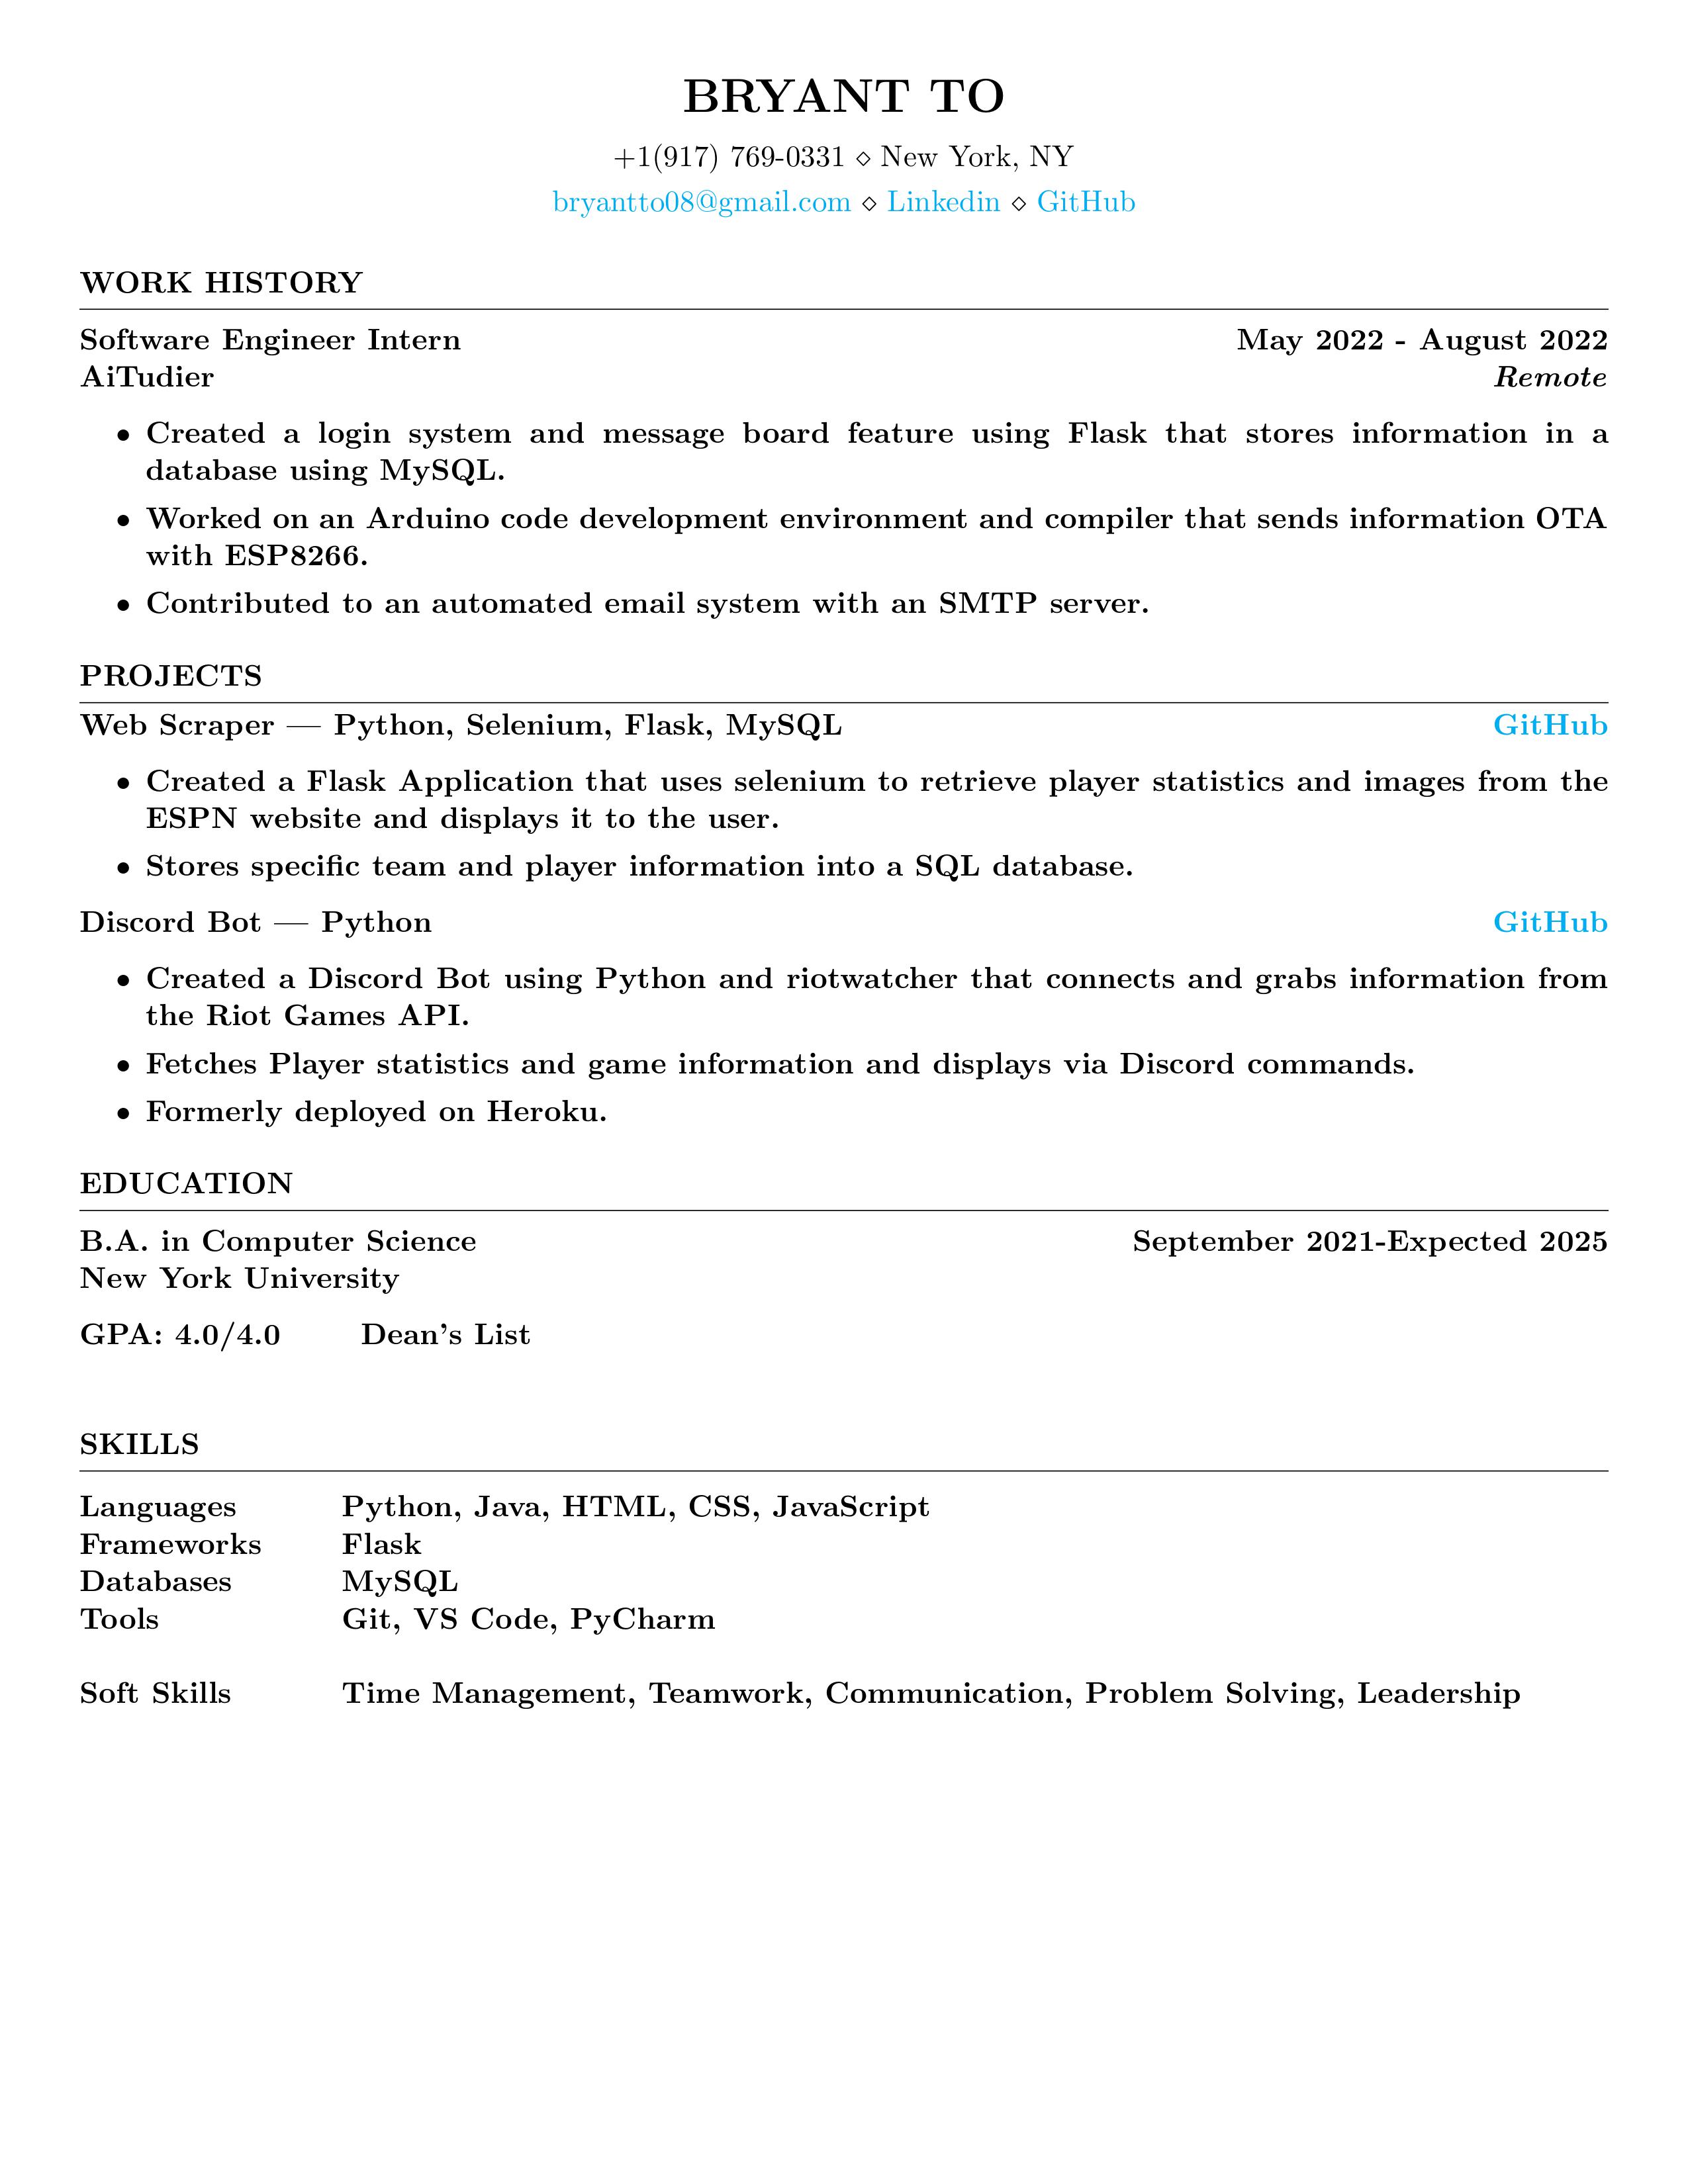 BRYANT TO
+1(917) 769-0331 ⋄ New York, NY
bryantto08@gmail.com ⋄ Linkedin ⋄ GitHub
WORK HISTORY
Software Engineer Intern May 2022 - August 2022
AiTudier Remote
• Created a login system and message board feature using Flask that stores information in a
database using MySQL.
• Worked on an Arduino code development environment and compiler that sends information OTA
with ESP8266.
• Contributed to an automated email system with an SMTP server.
PROJECTS
Web Scraper — Python, Selenium, Flask, MySQL GitHub
• Created a Flask Application that uses selenium to retrieve player statistics and images from the
ESPN website and displays it to the user.
• Stores specific team and player information into a SQL database.
Discord Bot — Python GitHub
• Created a Discord Bot using Python and riotwatcher that connects and grabs information from
the Riot Games API.
• Fetches Player statistics and game information and displays via Discord commands.
• Formerly deployed on Heroku.
EDUCATION
B.A. in Computer Science September 2021-Expected 2025
New York University
GPA: 4.0/4.0 Dean's List
SKILLS
Languages Python, Java, HTML, CSS, JavaScript
Frameworks Flask
Databases MySQL
Tools Git, VS Code, PyCharm
Soft Skills Time Management, Teamwork, Communication, Problem Solving, Leadership